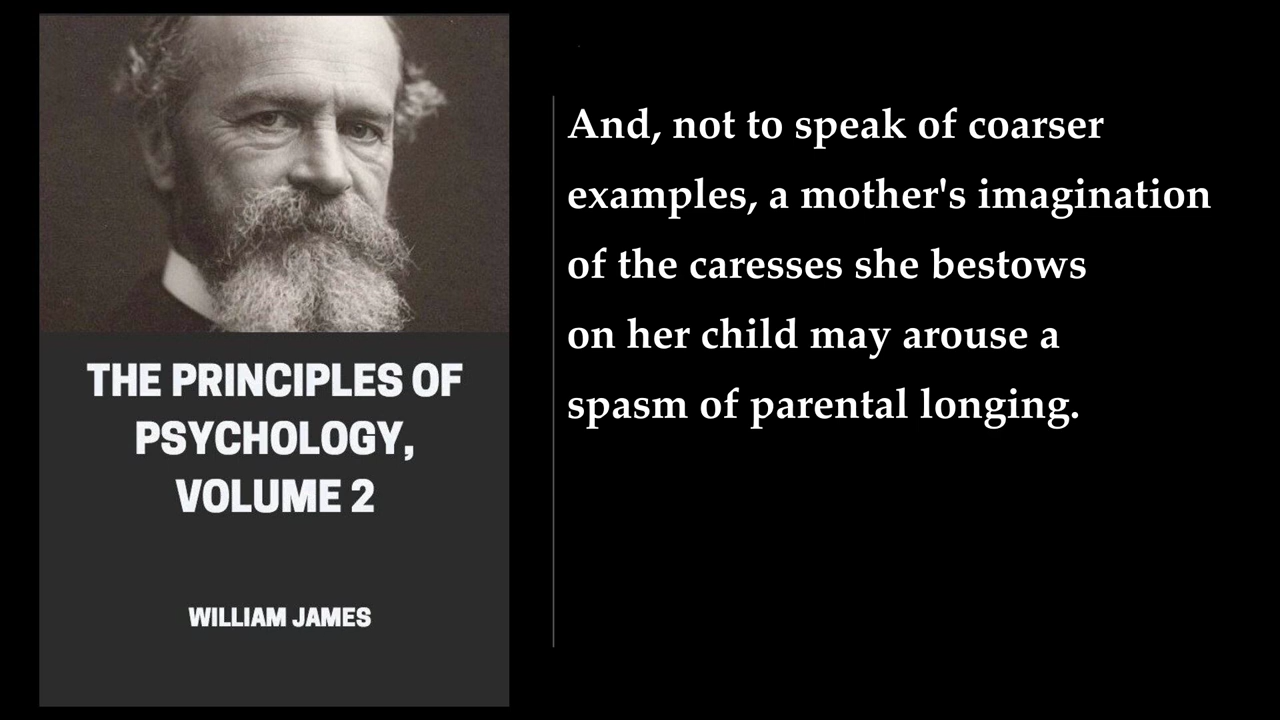 THE PRINCIPLES OF
PSYCHOLOGY,
VOLUME 2
WILLIAM JAMES
And, not to speak of coarser
examples, a mother's imagination
of the caresses she bestows
on her child may arouse a
spasm of parental longing.